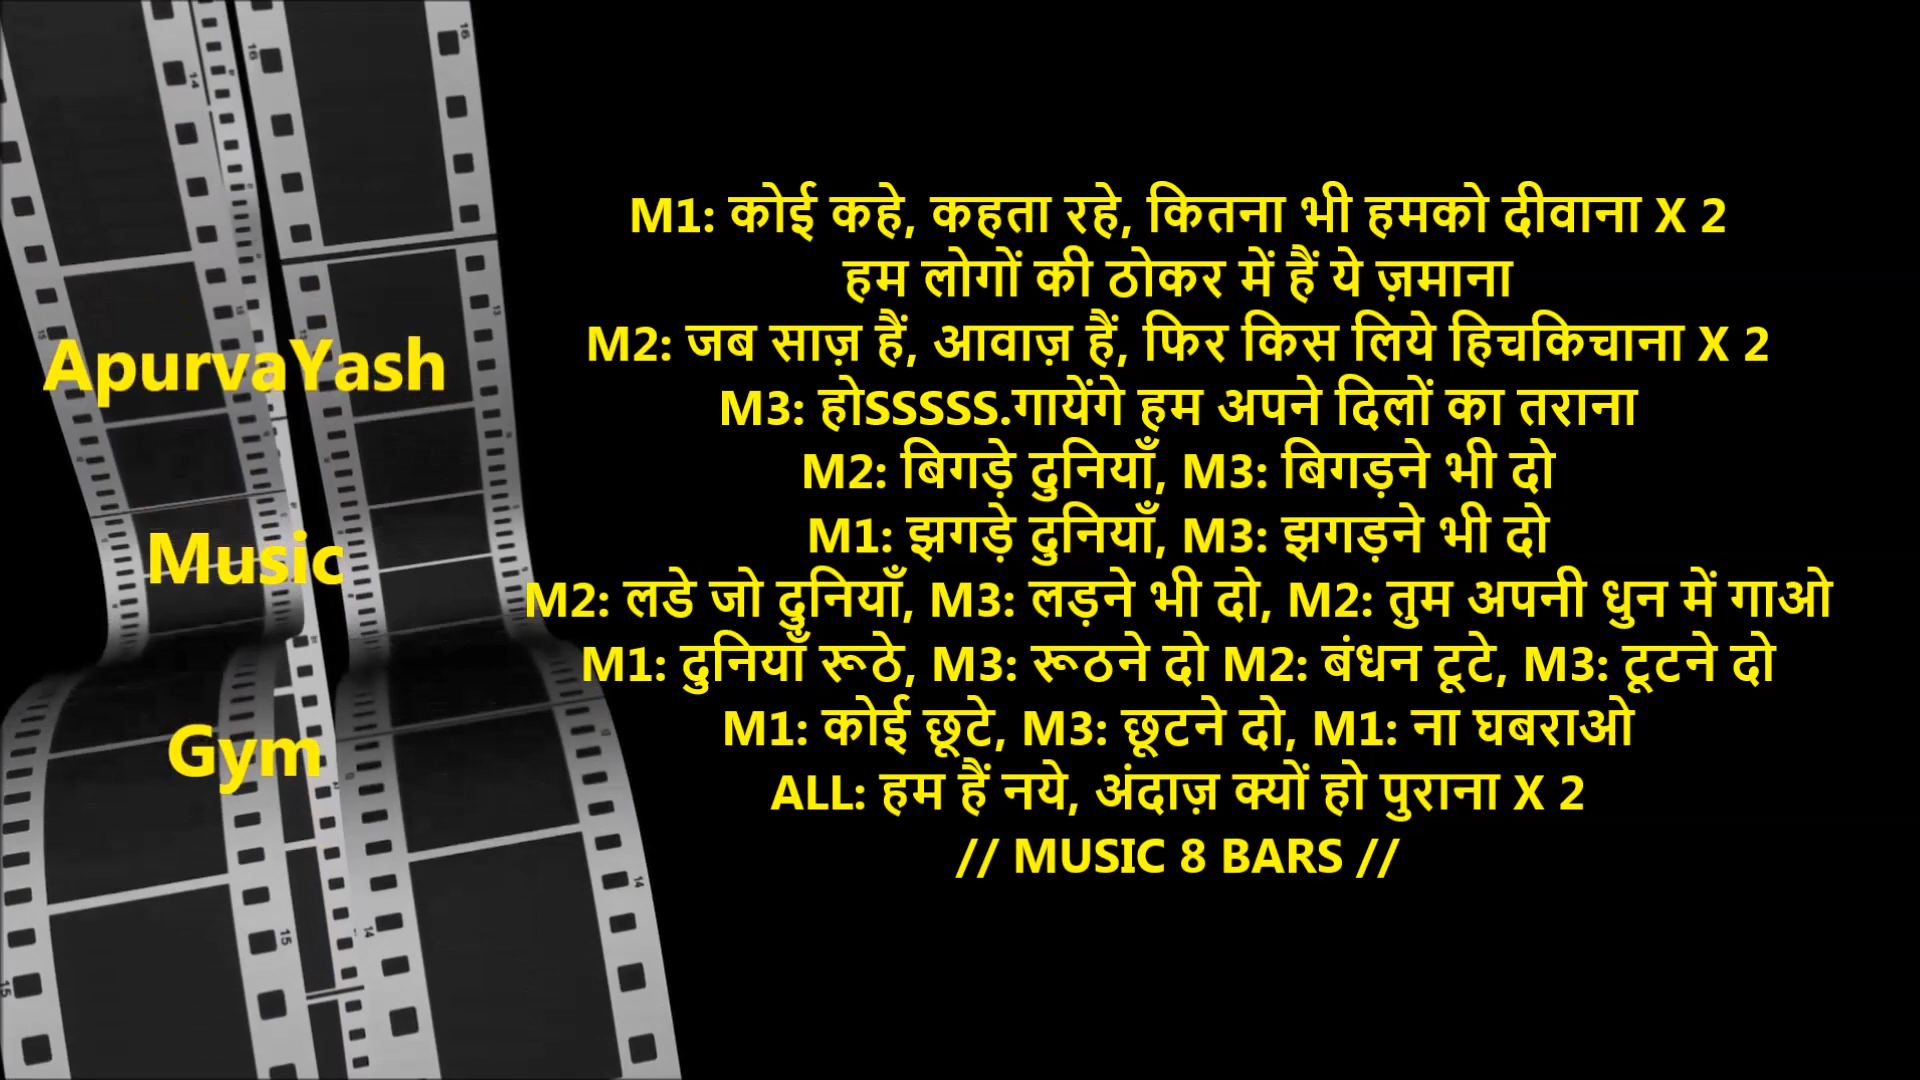 ApurvaYash
Music
Gym
M1: कोई कहे, कहता रहे, कितना भी हमको दीवाना X 2
हम लोगों की ठोकर में हैं ये ज़माना
M2: जब साज़ हैं, आवाज़ हैं, फिर किस लिये हिचकिचाना X 2
M3: होSSSSS.गायेंगे हम अपने दिलों का तराना
M2: बिगड़े दुनियाँ, M3: बिगड़ने भी दो
M1: झगड़े दुनियाँ, M3: झगड़ने भी दो
M2: लडे जो दुनियाँ, M3: लड़ने भी दो, M2: तुम अपनी धुन में गाओ
M1: दुनियाँ रूठे, M3: रूठने दो M2: बंधन टूटे, M3: टूटने दो
M1: कोई छूटे, M3: छूटने दो, M1: ना घबराओ
ALL: हम हैं नये, अंदाज़ क्यों हो पुराना X 2
// MUSIC 8 BARS //